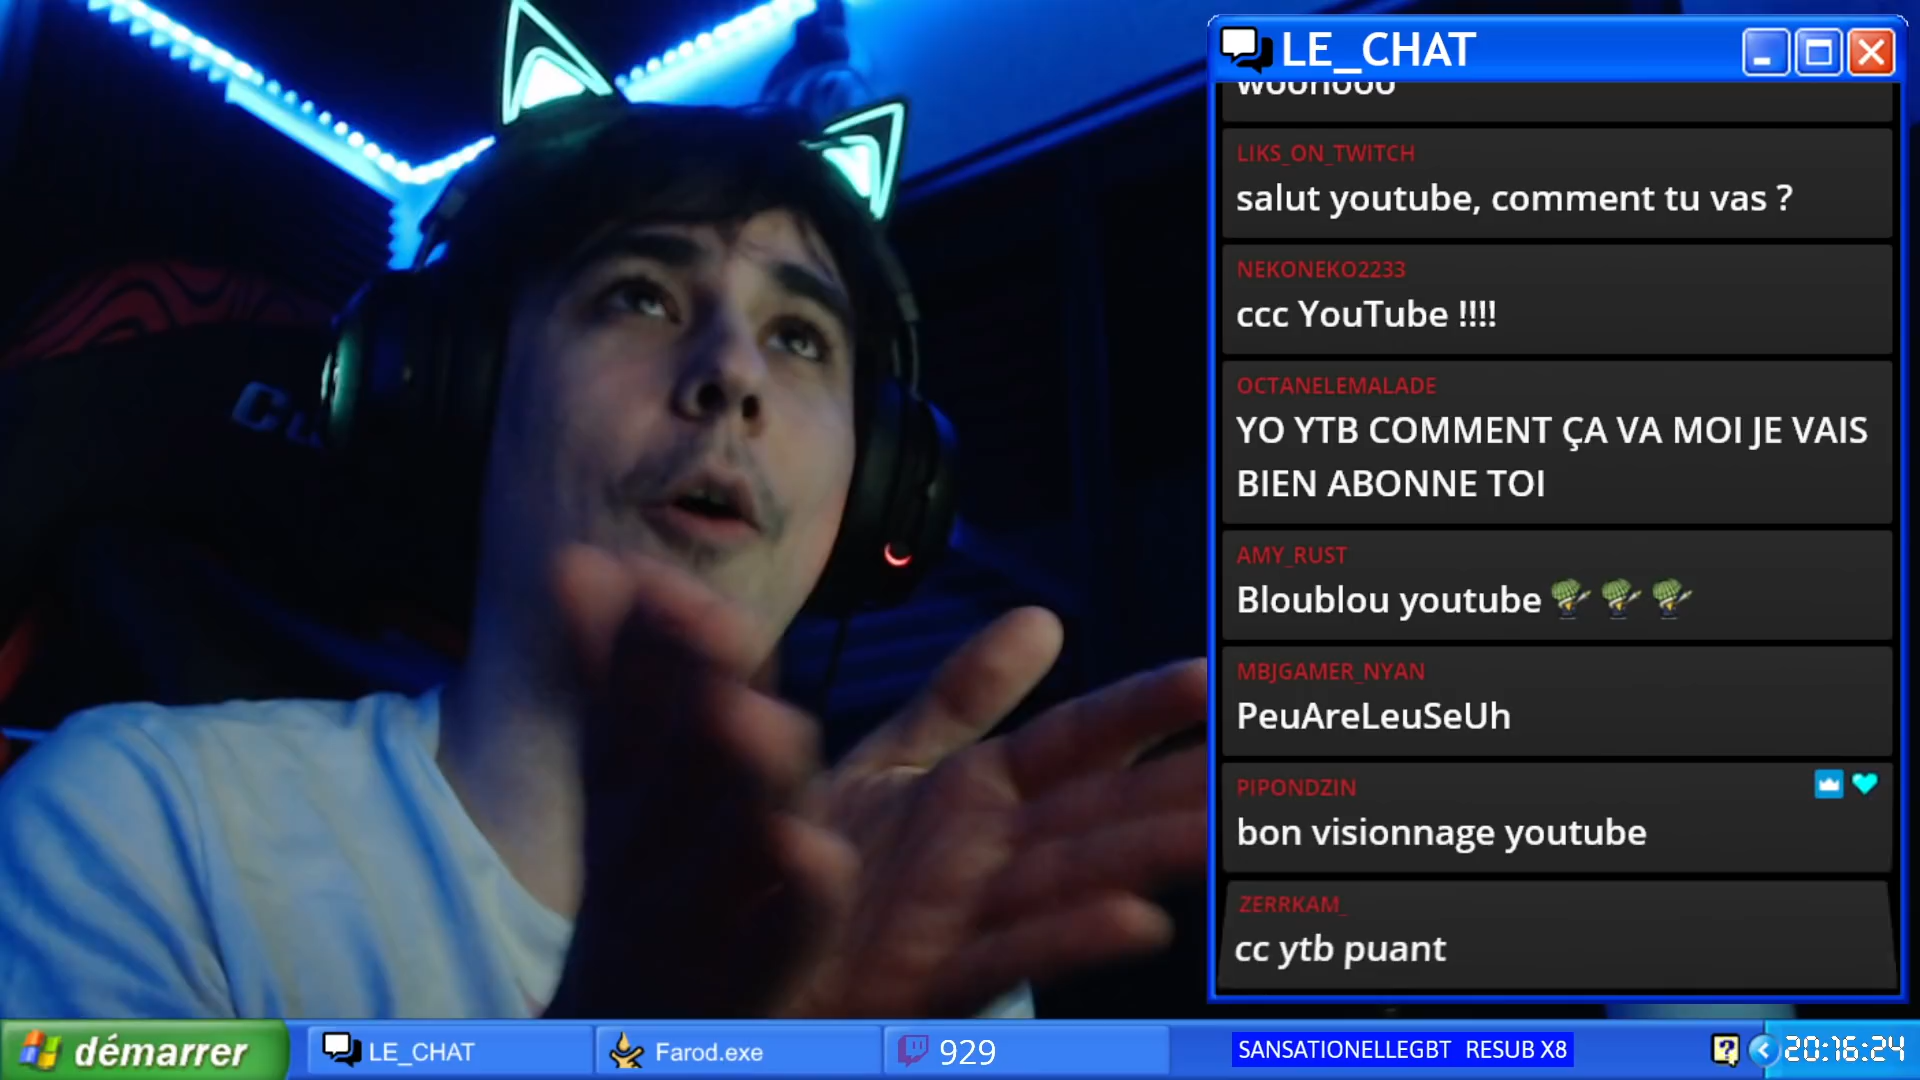 LE_CHAT
woohooo
LIKS_ON_TWITCH
salut youtube, comment tu vas ?
NEKONEKO2233
ccc YouTube !!!!
OCTANELEMALADE
YO YTB COMMENT ÇA VA MOI JE VAIS
BIEN ABONNE TOI
AMY_RUST
Bloublou youtube
MBJGAMER_NYAN
PeuAreLeuSeUh
PIPONDZIN
bon visionnage youtube
ZERRKAM_
cc ytb puant
démarrer
LE_CHAT
Farod.exe
929
SANSATIONELLEGBT RESUB X8
20:16:24